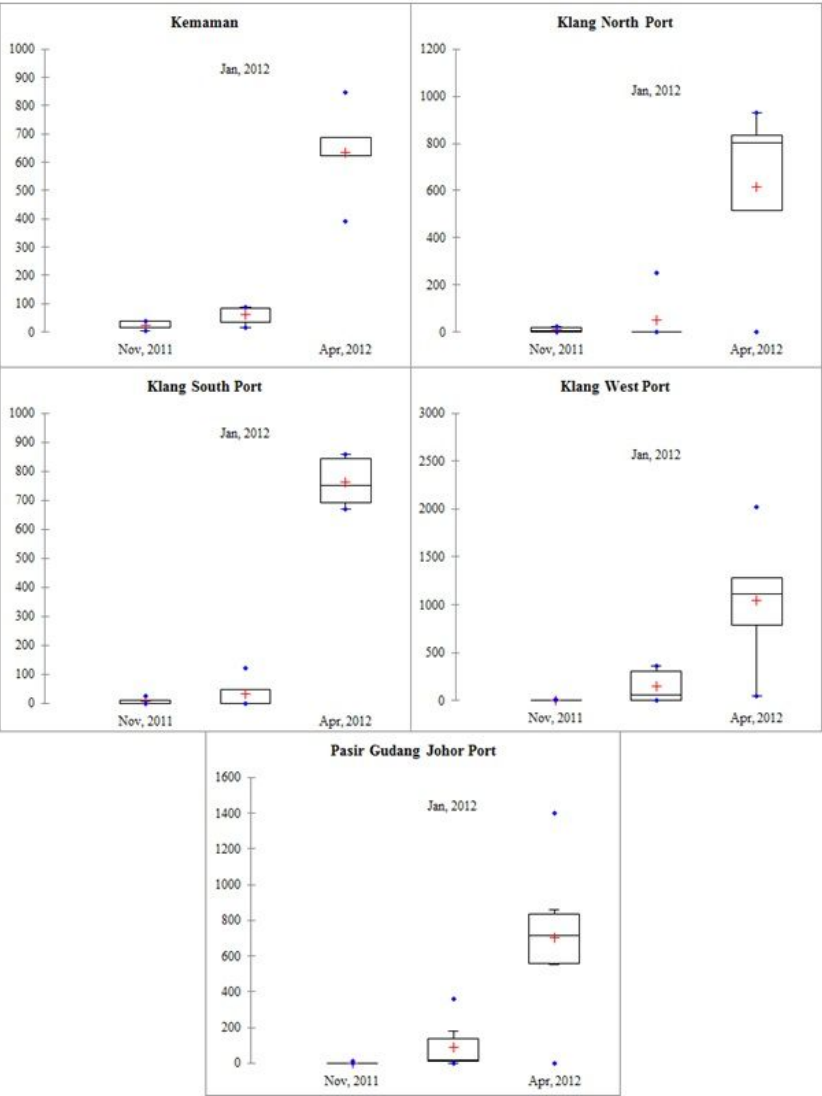 Kemaman
1000
900
800
700
600
500
400
300
200
100
0
Jan, 2012
Nov, 2011
Apr, 2012
Klang North Port
1200
1000
800
600
400
200
0
Jan, 2012
Nov, 2011
Apr, 2012
Klang South Port
1000
900
800
700
600
500
400
300
200
100
0
Jan, 2012
Nov, 2011
Apr, 2012
Klang West Port
3000
2500
2000
1500
1000
500
0
Jan, 2012
Nov, 2011
Apr, 2012
Pasir Gudang Johor Port
1600
1400
1200
1000
800
600
400
200
0
Jan, 2012
Nov, 2011
Apr, 2012